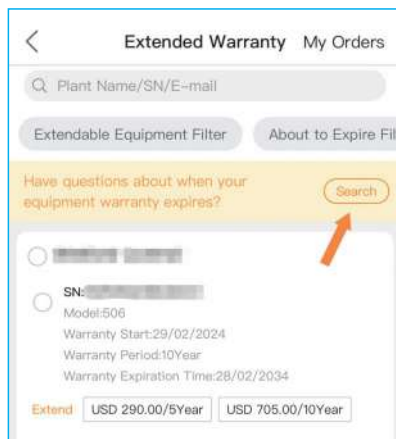 Extended Warranty My Orders
Plant Name/SN/E-mail
Extendable Equipment Filter About to Expire Fil
Have questions about when your
equipment warranty expires?
Search
SN:
Model:506
Warranty Start:29/02/2024
Warranty Period:10Year
Warranty Expiration Time:28/02/2034
Extend USD 290.00/5Year USD 705.00/10Year